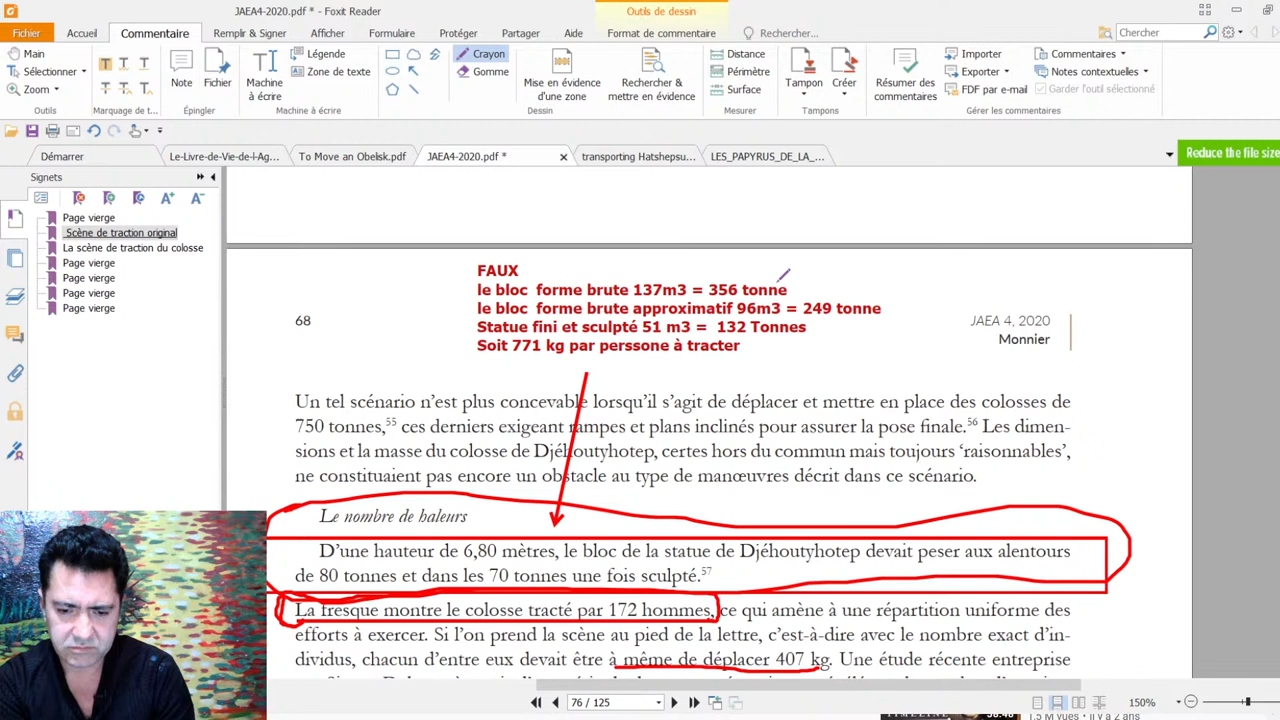 JAEA4-2020.pdf * - Foxit Reader
Outils de dessin
Fichier Accueil Commentaire Remplir & Signer Afficher Formulaire Protéger Partager Aide Format de commentaire Rechercher... Chercher
Main
Sélectionner
Zoom
Outils
Marquage de t...
Note
Fichier
Épingler
Machine
à écrire
Légende
Zone de texte
Machine à écrire
Crayon
Gomme
Mise en évidence
d'une zone
Rechercher &
mettre en évidence
Dessin
Distance
Périmètre
Surface
Mesurer
Tampon
Créer
Tampons
Résumer des
commentaires
Importer
Exporter
FDF par e-mail
Commentaires
Notes contextuelles
Garder l'outil sélectionné
Gérer les commentaires
Démarrer Le-Livre-de-Vie-de-l-Ag... To Move an Obelisk.pdf JAEA4-2020.pdf * transporting Hatshepsu... LES_PAPYRUS_DE_LA_... Reduce the file size
Signets
Page vierge
Scène de traction original
La scène de traction du colosse
Page vierge
Page vierge
Page vierge
Page vierge
FAUX
le bloc forme brute 137m3 = 356 tonne
le bloc forme brute approximatif 96m3 = 249 tonne
Statue fini et sculpté 51 m3 = 132 Tonnes
Soit 771 kg par perssone à tracter
68
JAEA 4, 2020
Monnier
Un tel scénario n'est plus concevable lorsqu'il s'agit de déplacer et mettre en place des colosses de
750 tonnes,55 ces derniers exigeant rampes et plans inclinés pour assurer la pose finale.56 Les dimen-
sions et la masse du colosse de Djéhoutyhotep, certes hors du commun mais toujours 'raisonnables',
ne constituaient pas encore un obstacle au type de manœuvres décrit dans ce scénario.
Le nombre de haleurs
D'une hauteur de 6,80 mètres, le bloc de la statue de Djéhoutyhotep devait peser aux alentours
de 80 tonnes et dans les 70 tonnes une fois sculpté.57
La fresque montre le colosse tracté par 172 hommes, ce qui amène à une répartition uniforme des
efforts à exercer. Si l'on prend la scène au pied de la lettre, c'est-à-dire avec le nombre exact d'in-
dividus, chacun d'entre eux devait être à même de déplacer 407 kg. Une étude récente entreprise
76 / 125
150%
1.5 M vues • il y a 2 ans